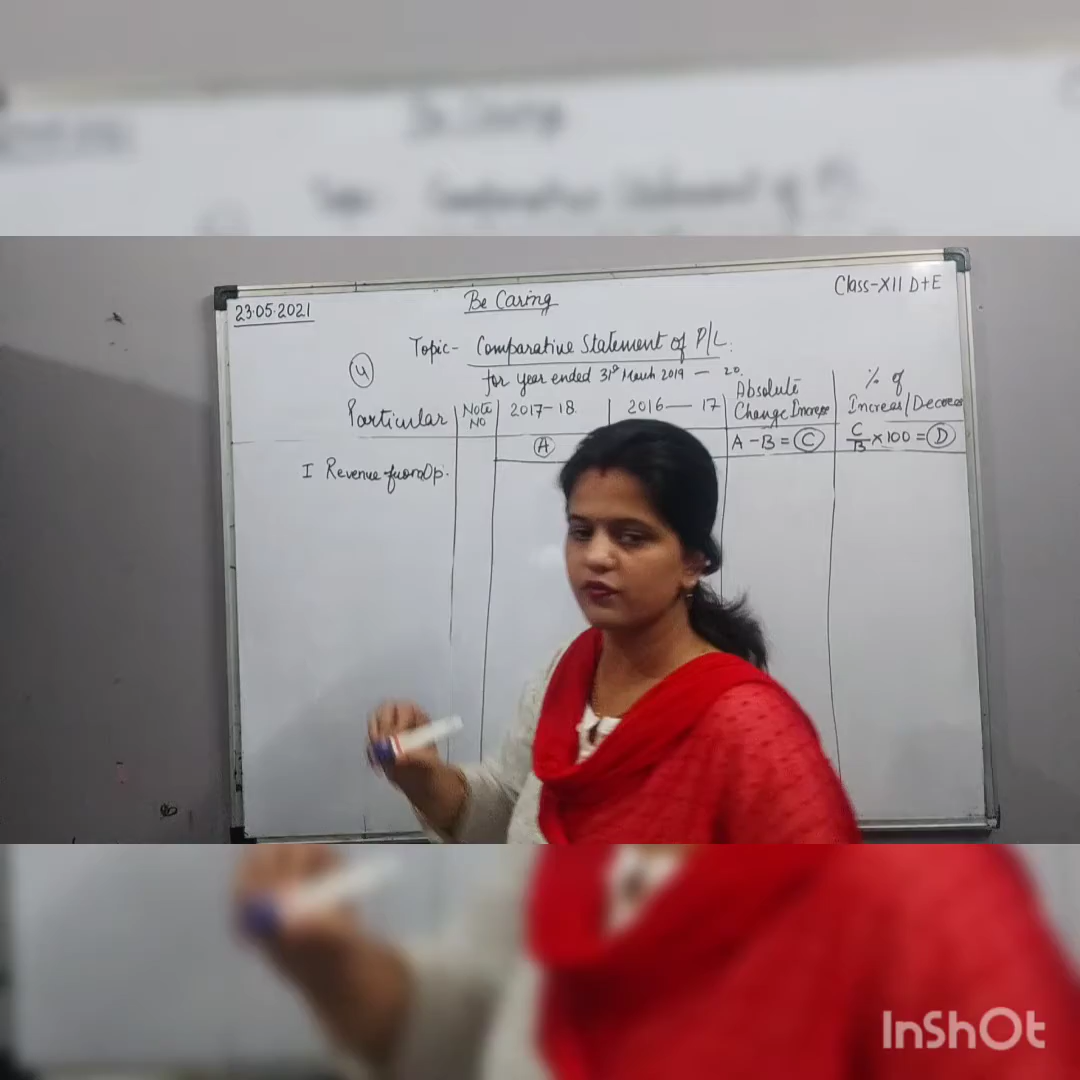 23.05.2021
Be Caring
Class-XII D+E
Topic- Comparative Statement of P/L.
(4)
for year ended 31st March 2019 — 20.
Particular
Note No
2017-18.
2016 — 17
Absolute Change Increase
% of Increas/Decrease
(A)
A - B = (C)
C/B x 100 = (D)
I Revenue from Op.
InShOt